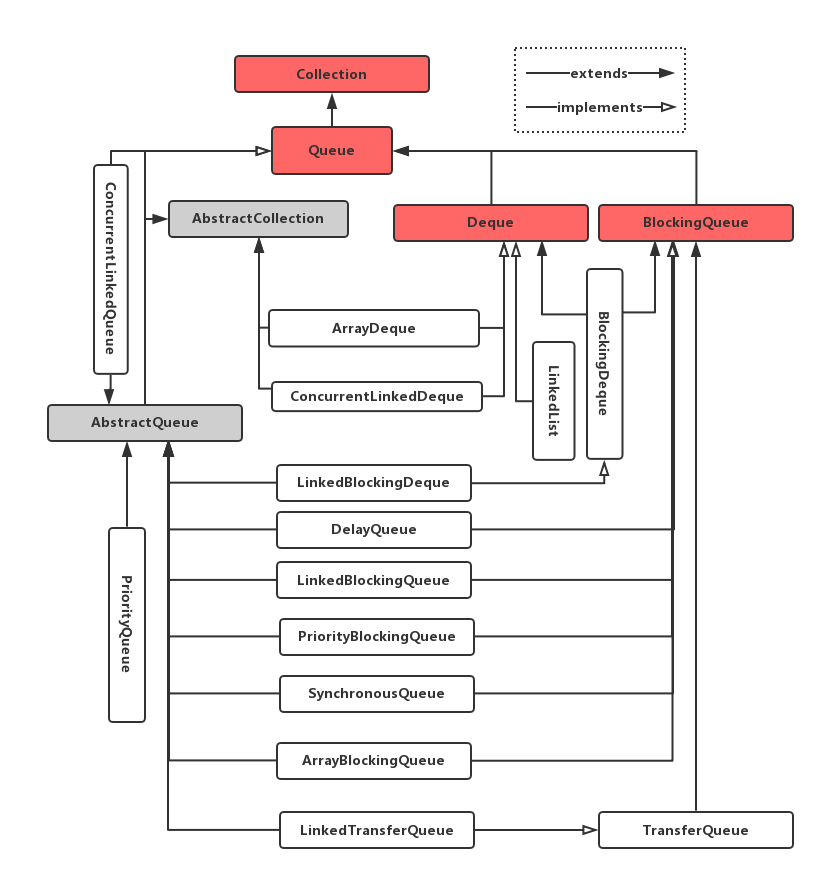 Collection
extends
implements
Queue
ConcurrentLinkedQueue
AbstractCollection
Deque
BlockingQueue
ArrayDeque
BlockingDeque
LinkedList
ConcurrentLinkedDeque
AbstractQueue
LinkedBlockingDeque
DelayQueue
LinkedBlockingQueue
PriorityQueue
PriorityBlockingQueue
SynchronousQueue
ArrayBlockingQueue
LinkedTransferQueue
TransferQueue